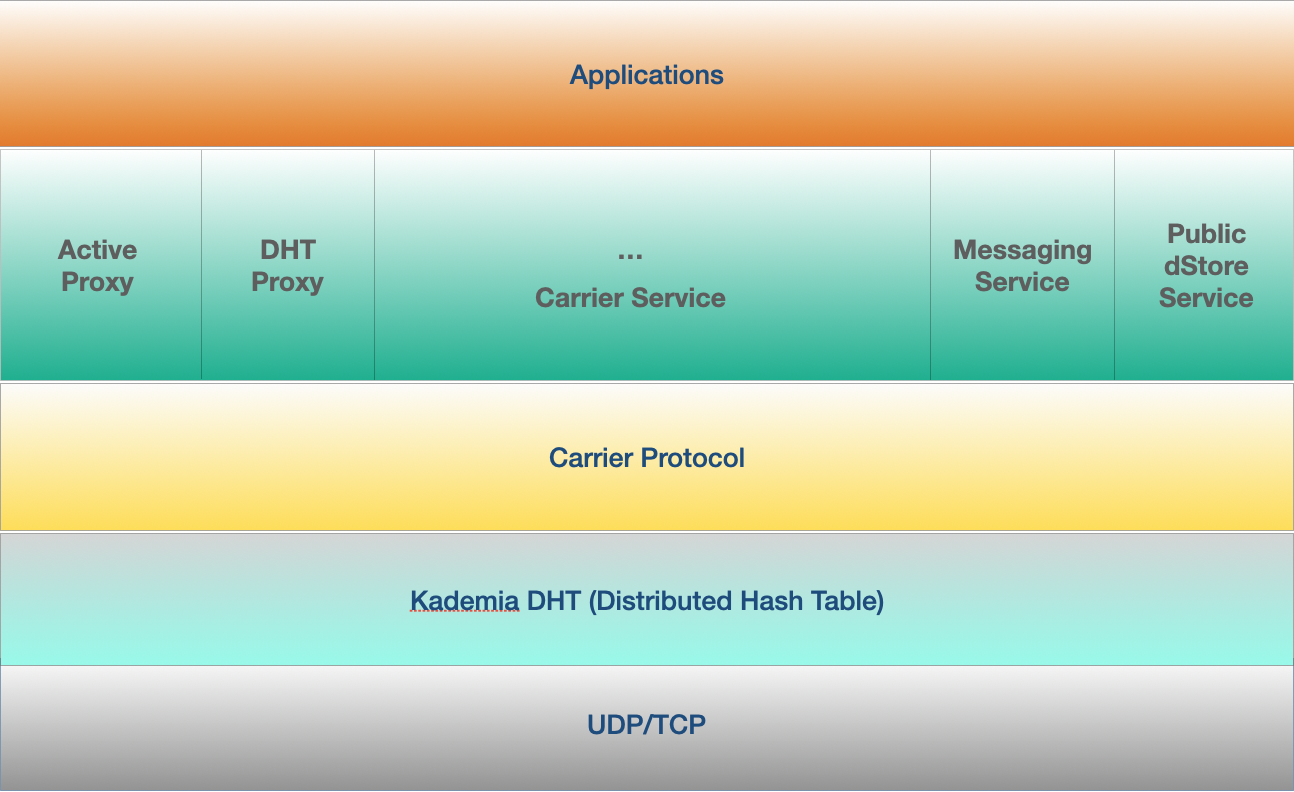 Applications
Active
Proxy
DHT
Proxy
...
Carrier Service
Messaging
Service
Public
dStore
Service
Carrier Protocol
Kademia DHT (Distributed Hash Table)
UDP/TCP